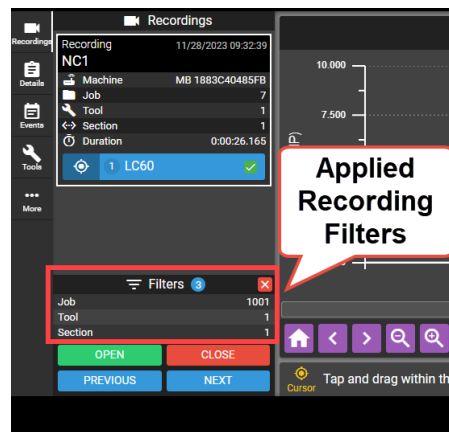 Recordings
Recordings
Recording 11/28/2023 09:32:39
NC1
Machine MB 1883C40485FB
Job 7
Tool 1
Section 1
Duration 0:00:26.165
1 LC60
Details
Events
Tools
More
10.000
7.500
Applied
Recording
Filters
Filters 3
Job 1001
Tool 1
Section 1
OPEN CLOSE
PREVIOUS NEXT
Cursor Tap and drag within th